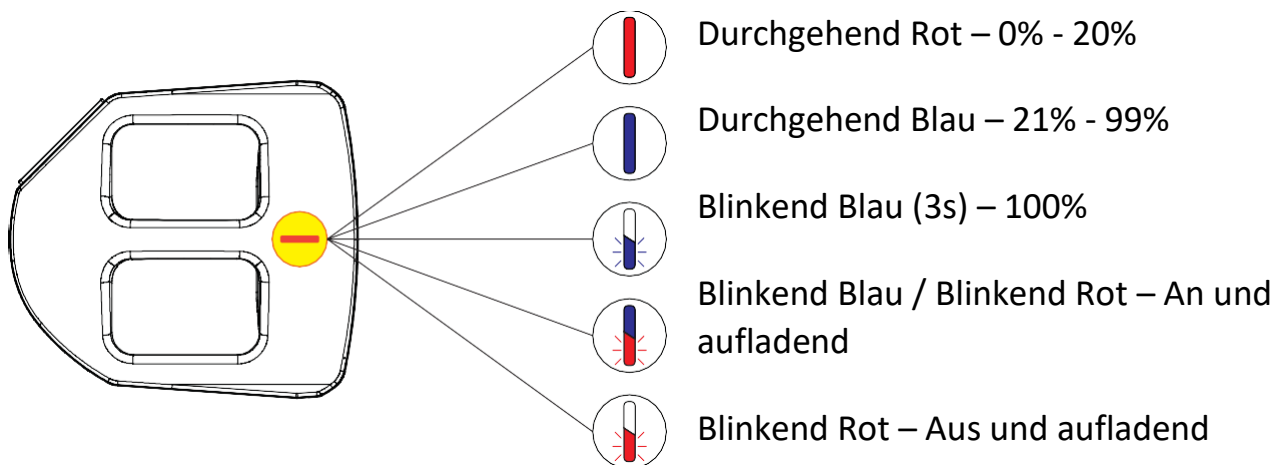 Durchgehend Rot – 0% - 20%
Durchgehend Blau – 21% - 99%
Blinkend Blau (3s) – 100%
Blinkend Blau / Blinkend Rot – An und
aufladend
Blinkend Rot – Aus und aufladend